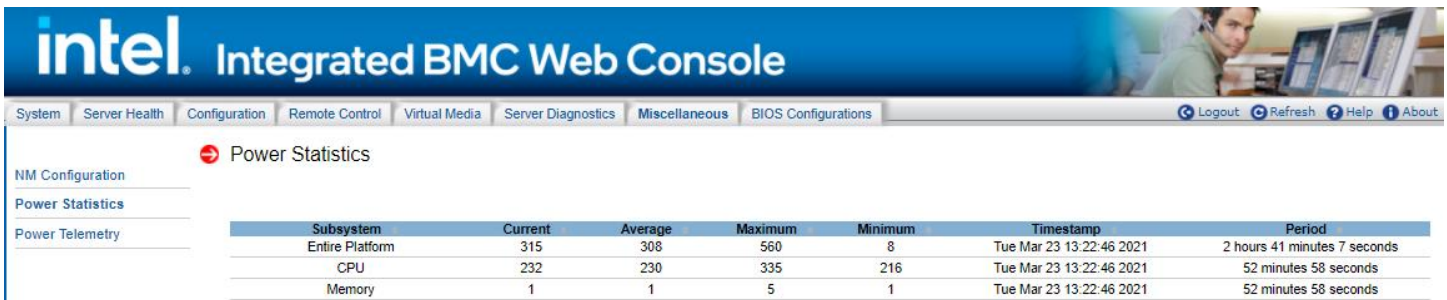 intel. Integrated BMC Web Console
System Server Health Configuration Remote Control Virtual Media Server Diagnostics Miscellaneous BIOS Configurations Logout Refresh Help About
Power Statistics
NM Configuration
Power Statistics
Power Telemetry
Subsystem Current Average Maximum Minimum Timestamp Period
Entire Platform 315 308 560 8 Tue Mar 23 13:22:46 2021 2 hours 41 minutes 7 seconds
CPU 232 230 335 216 Tue Mar 23 13:22:46 2021 52 minutes 58 seconds
Memory 1 1 5 1 Tue Mar 23 13:22:46 2021 52 minutes 58 seconds